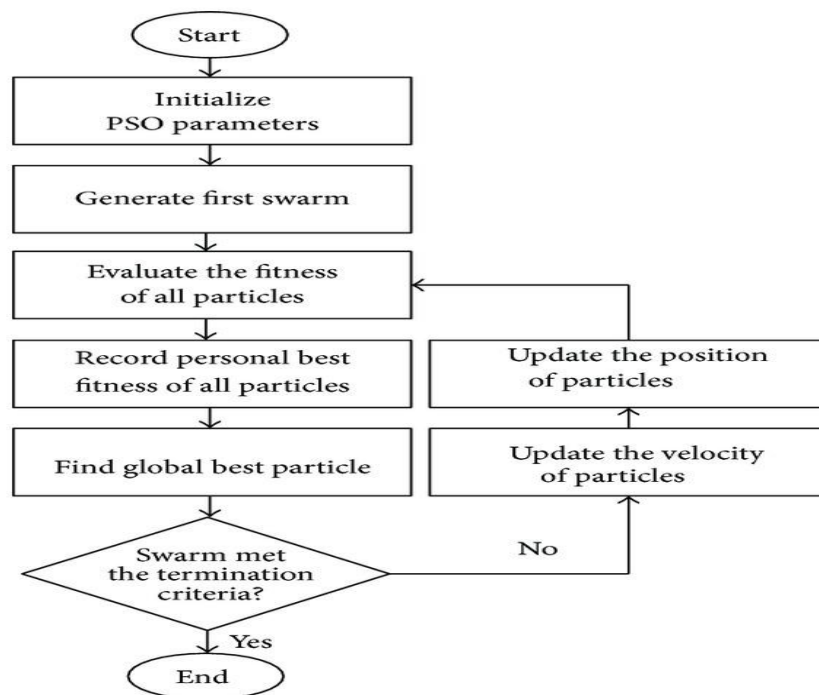 Start
Initialize
PSO parameters
Generate first swarm
Evaluate the fitness
of all particles
Record personal best
fitness of all particles
Find global best particle
Swarm met
the termination
criteria?
Yes
End
No
Update the velocity
of particles
Update the position
of particles